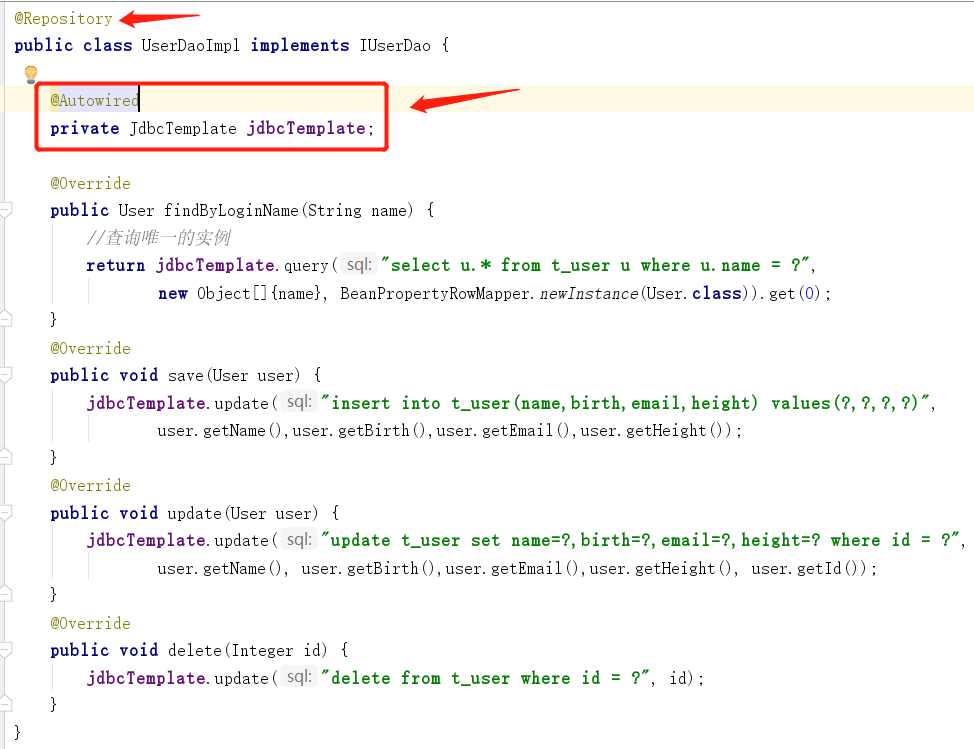 @Repository
public class UserDaoImpl implements IUserDao {
@Autowired
private JdbcTemplate jdbcTemplate;
@Override
public User findByLoginName(String name) {
//查询唯一的实例
return jdbcTemplate.query( sql: "select u.* from t_user u where u.name = ?",
new Object[]{name}, BeanPropertyRowMapper.newInstance(User.class)).get(0);
}
@Override
public void save(User user) {
jdbcTemplate.update( sql: "insert into t_user(name,birth,email,height) values(?,?,?,?)",
user.getName(),user.getBirth(),user.getEmail(),user.getHeight());
}
@Override
public void update(User user) {
jdbcTemplate.update( sql: "update t_user set name=?,birth=?,email=?,height=? where id = ?",
user.getName(), user.getBirth(),user.getEmail(),user.getHeight(), user.getId());
}
@Override
public void delete(Integer id) {
jdbcTemplate.update( sql: "delete from t_user where id = ?", id);
}
}